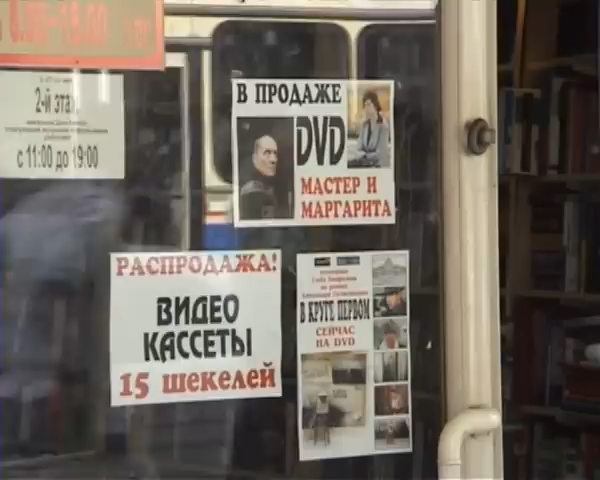 2-й этаж
с 11:00 до 19:00
В ПРОДАЖЕ
DVD
МАСТЕР И
МАРГАРИТА
РАСПРОДАЖА!
ВИДЕО
КАССЕТЫ
15 шекелей
В КРУГЕ ПЕРВОМ
СЕЙЧАС
НА DVD